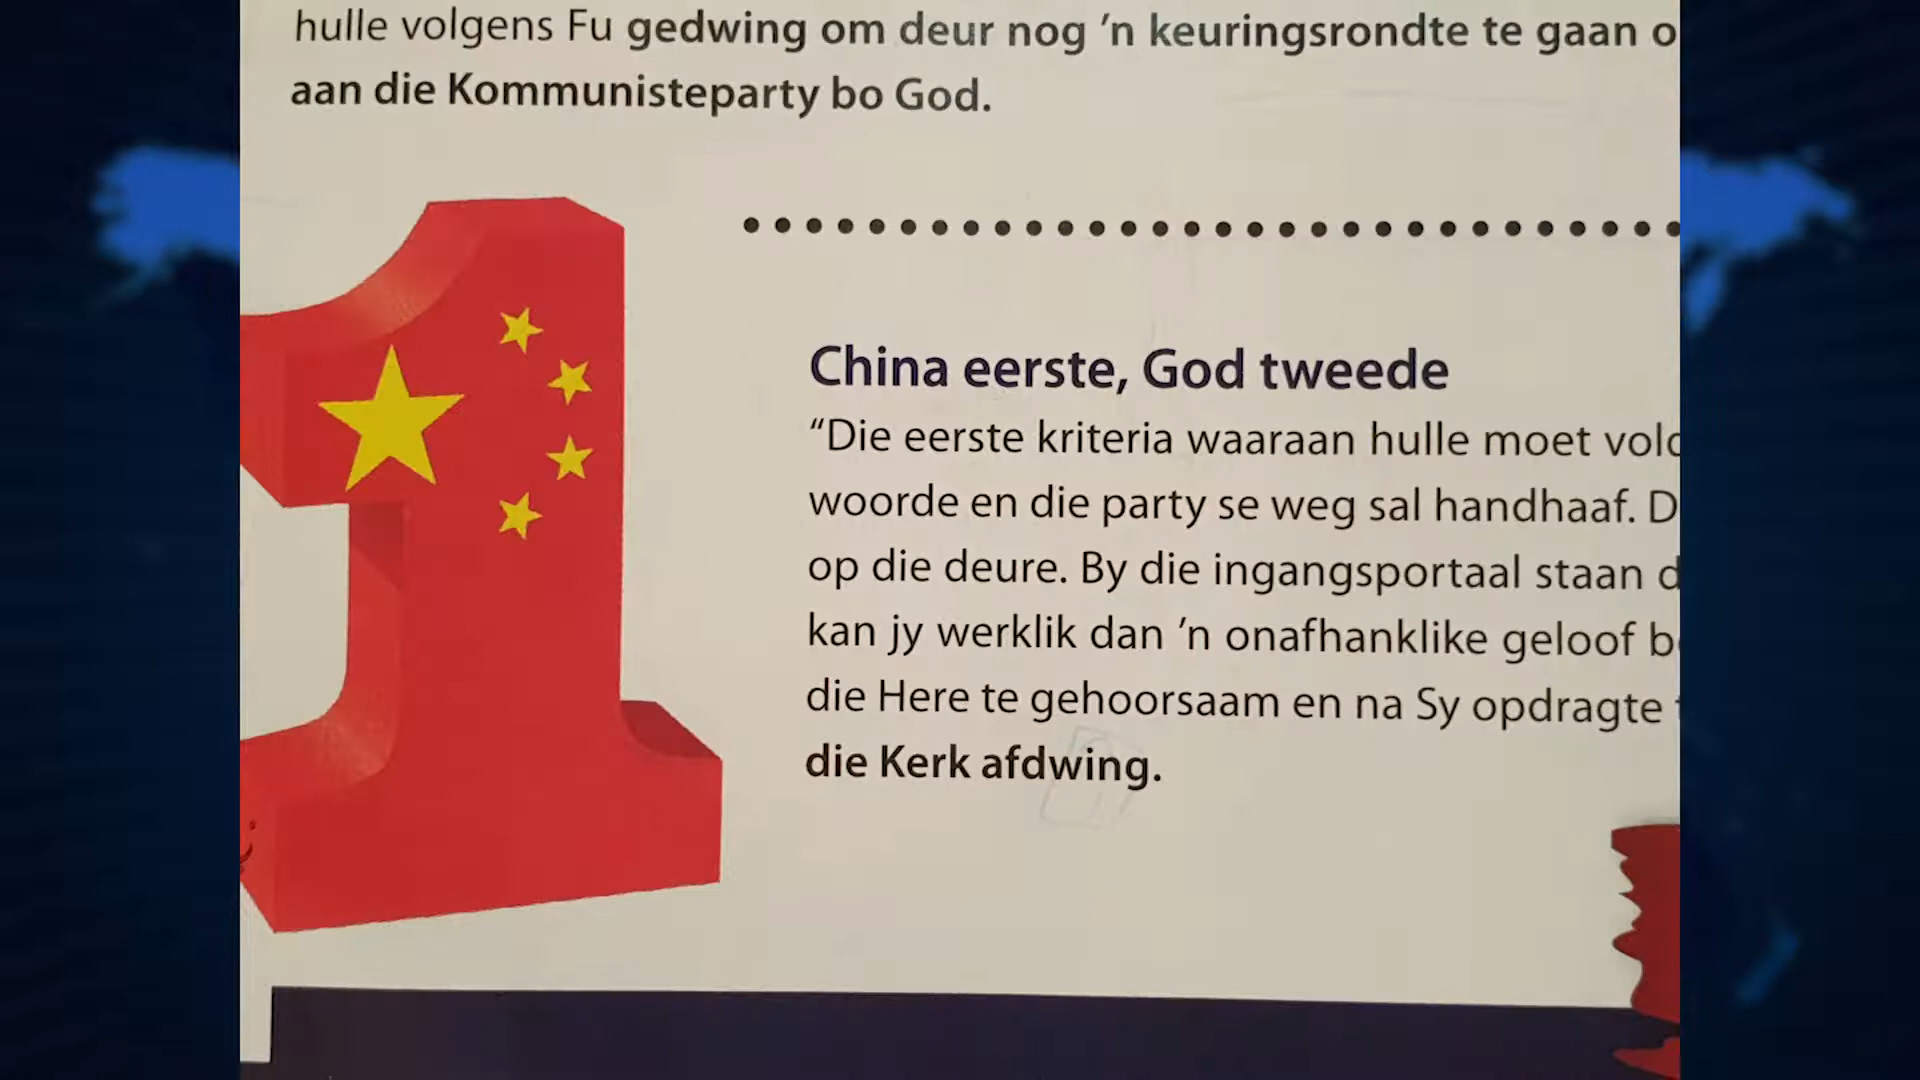 hulle volgens Fu gedwing om deur nog ’n keuringsrondte te gaan
aan die Kommunisteparty bo God.
China eerste, God tweede
“Die eerste kriteria waaraan hulle moet
woorde en die party se weg sal handhaaf.
op die deure. By die ingangsportaal staan
kan jy werklik dan ’n onafhanklike geloof
die Here te gehoorsaam en na Sy opdragte
die Kerk afdwing.